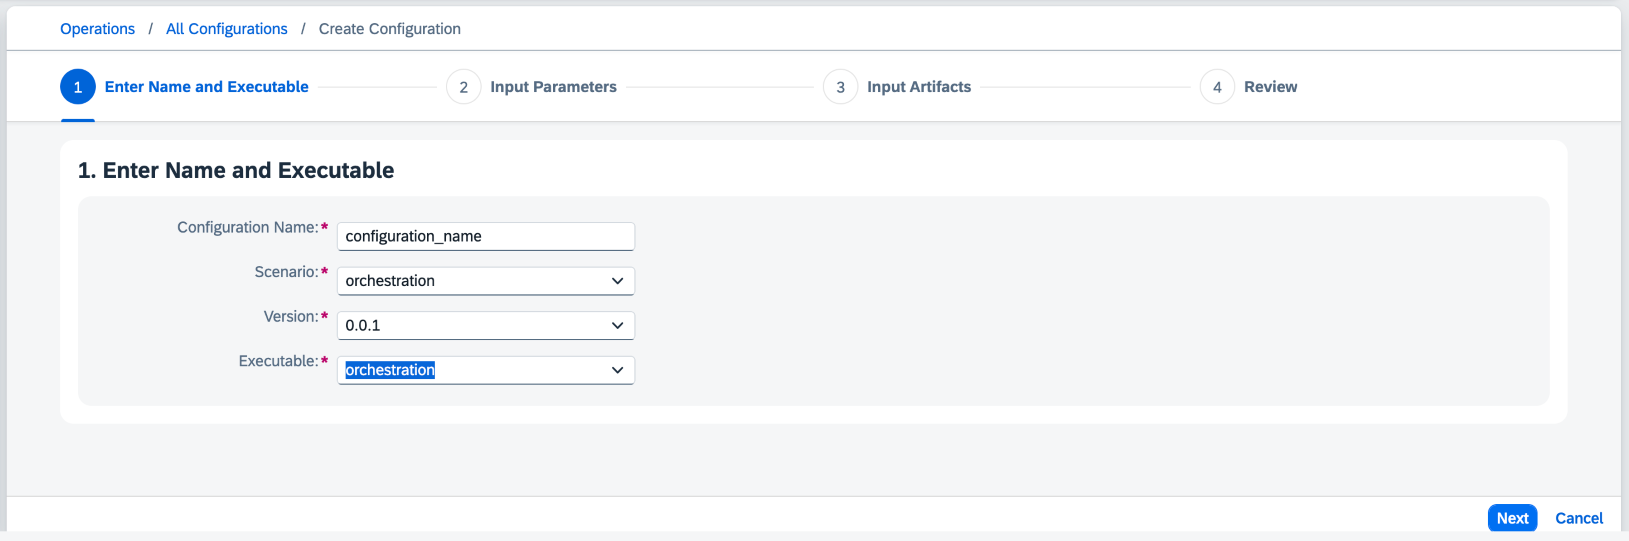 Operations / All Configurations / Create Configuration
1 Enter Name and Executable 2 Input Parameters 3 Input Artifacts 4 Review
1. Enter Name and Executable
Configuration Name:* configuration_name
Scenario:* orchestration
Version:* 0.0.1
Executable:* orchestration
Next Cancel